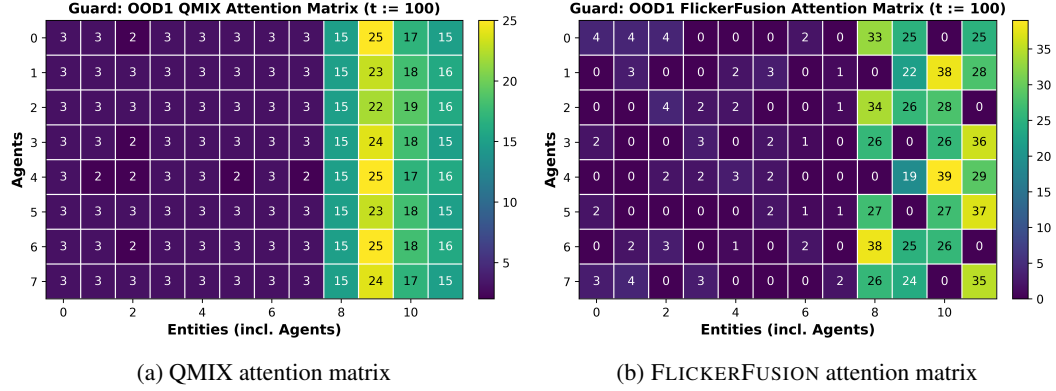 Guard: OOD1 QMIX Attention Matrix (t := 100)
Agents
0 3 3 2 3 3 3 3 3 15 25 17 15
1 3 3 3 3 3 3 3 3 15 23 18 16
2 3 3 3 3 3 3 3 3 15 22 19 16
3 3 3 2 3 3 3 3 3 15 24 18 15
4 3 2 2 3 3 2 3 2 15 25 17 16
5 3 3 3 3 3 3 3 3 15 23 18 15
6 3 3 2 3 3 3 3 3 15 25 18 16
7 3 3 3 3 3 3 3 3 15 24 17 15
0 2 4 6 8 10
Entities (incl. Agents)
25
20
15
10
5
(a) QMIX attention matrix
Guard: OOD1 FlickerFusion Attention Matrix (t := 100)
Agents
0 4 4 4 0 0 0 2 0 33 25 0 25
1 0 3 0 0 2 3 0 1 0 22 38 28
2 0 0 4 2 2 0 0 1 34 26 28 0
3 2 0 0 3 0 2 1 0 26 0 26 36
4 0 0 2 2 3 2 0 0 0 19 39 29
5 2 0 0 0 0 2 1 1 27 0 27 37
6 0 2 3 0 1 0 2 0 38 25 26 0
7 3 4 0 3 0 0 0 2 26 24 0 35
0 2 4 6 8 10
Entities (incl. Agents)
35
30
25
20
15
10
5
0
(b) FLICKERFUSION attention matrix